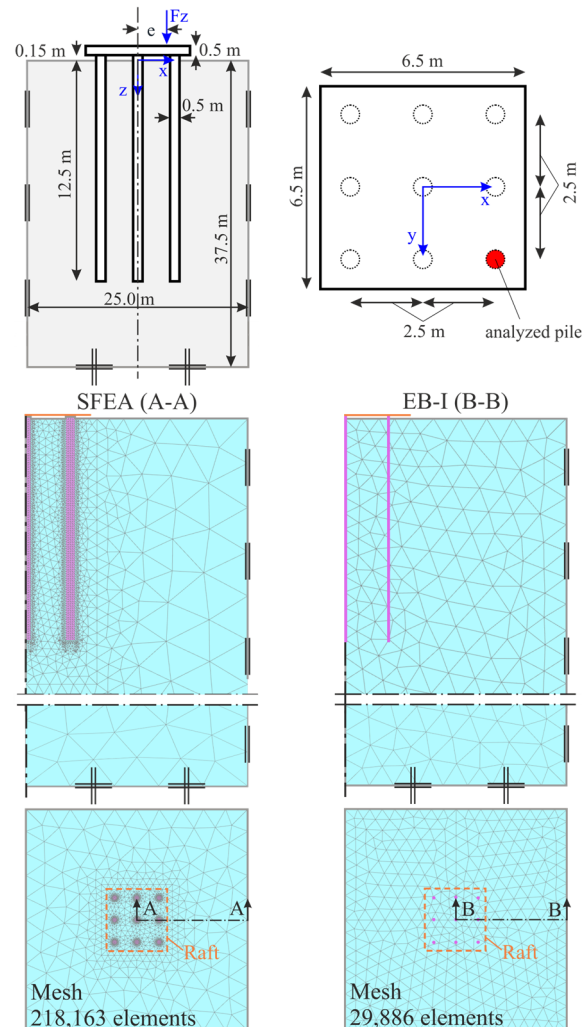 Fz
e
0.15 m
0.5 m
x
z
0.5 m
12.5 m
37.5 m
25.0 m
6.5 m
6.5 m
x
y
2.5 m
2.5 m
analyzed pile
SFEA (A-A)
EB-I (B-B)
A
A
Raft
Mesh
218,163 elements
B
B
Raft
Mesh
29,886 elements